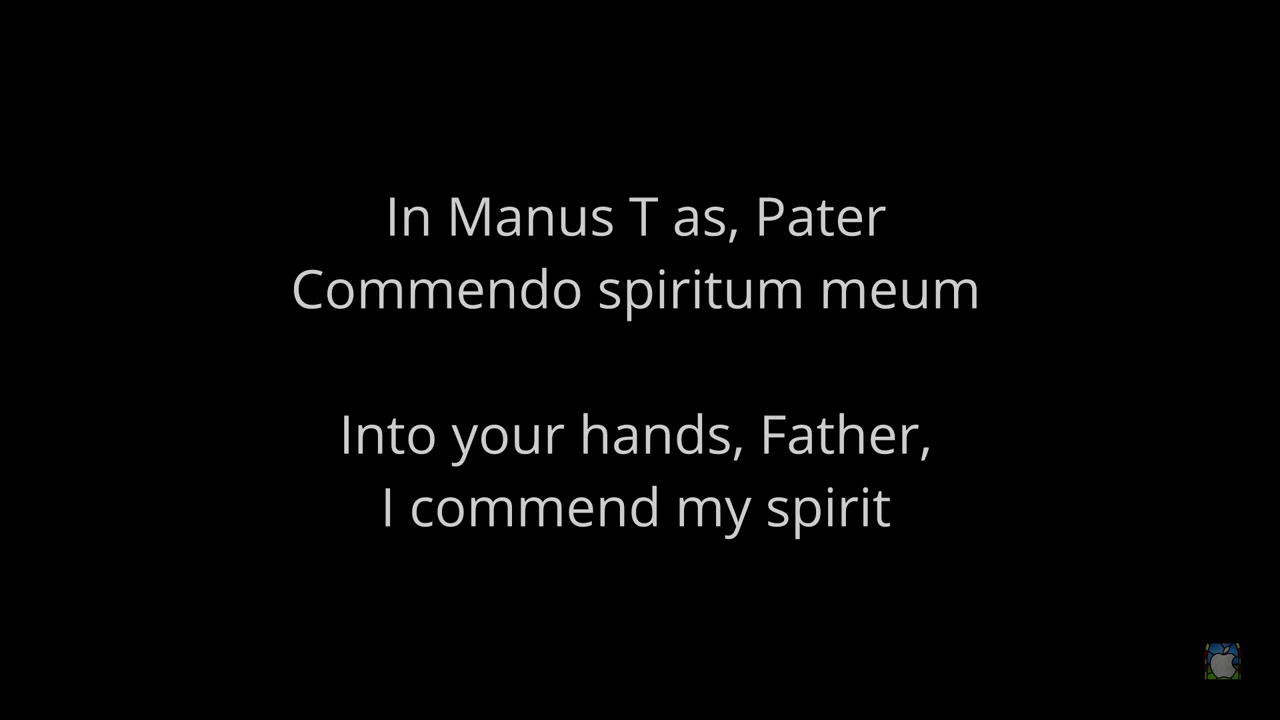 In Manus T as, Pater
Commendo spiritum meum
Into your hands, Father,
I commend my spirit